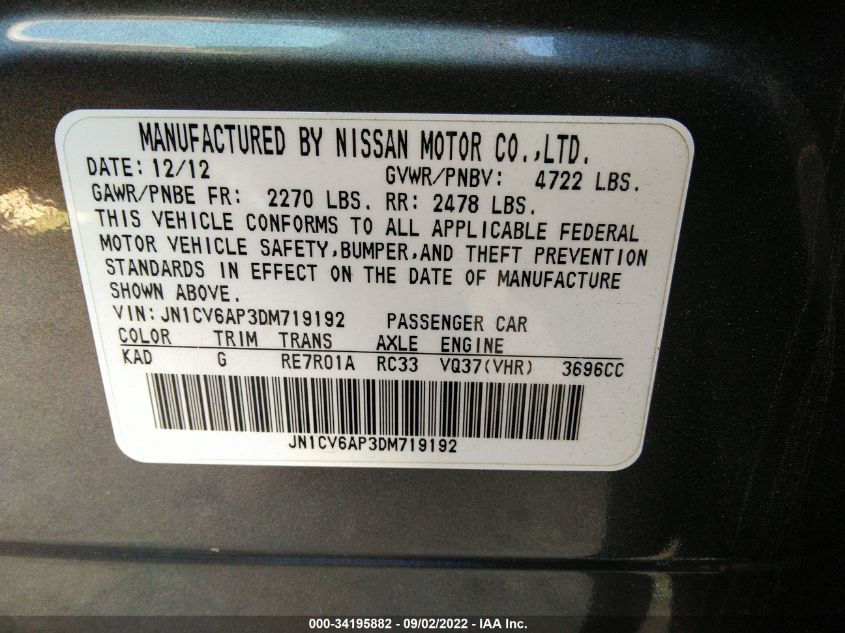 MANUFACTURED BY NISSAN MOTOR CO.,LTD.
DATE: 12/12 GVWR/PNBV: 4722 LBS.
GAWR/PNBE FR: 2270 LBS. RR: 2478 LBS.
THIS VEHICLE CONFORMS TO ALL APPLICABLE FEDERAL
MOTOR VEHICLE SAFETY,BUMPER,AND THEFT PREVENTION
STANDARDS IN EFFECT ON THE DATE OF MANUFACTURE
SHOWN ABOVE.
VIN:JN1CV6AP3DM719192 PASSENGER CAR
COLOR TRIM TRANS AXLE ENGINE
KAD G RE7R01A RC33 VQ37(VHR) 3696CC
JN1CV6AP3DM719192
000-34195882 - 09/02/2022 - IAA Inc.